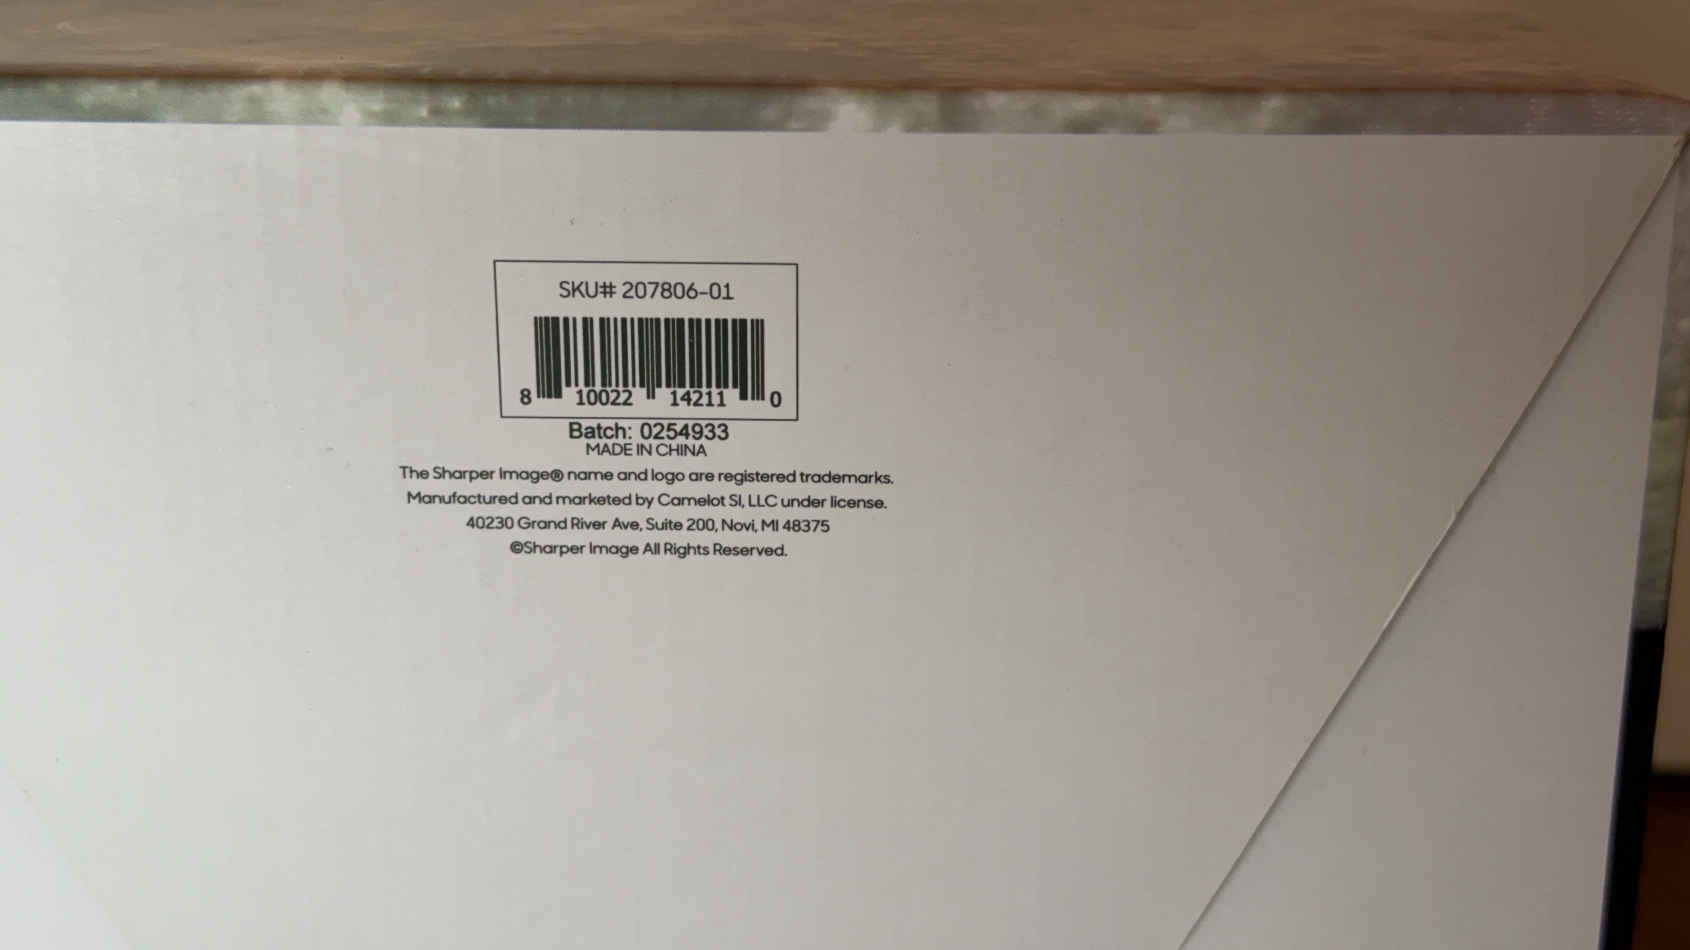 SKU# 207806-01
8 10022 14211 0
Batch: 0254933
MADE IN CHINA
The Sharper Image® name and logo are registered trademarks.
Manufactured and marketed by Camelot SI, LLC under license.
40230 Grand River Ave, Suite 200, Novi, MI 48375
©Sharper Image All Rights Reserved.